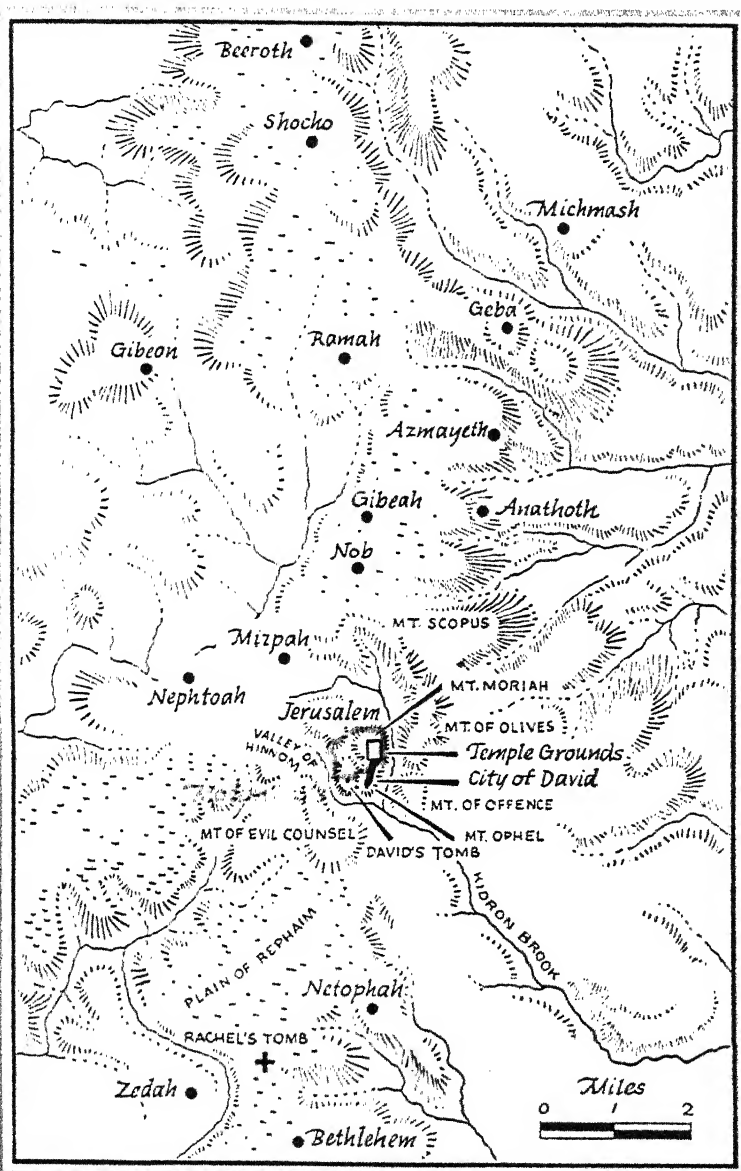 Beeroth
Shocho
Michmash
Geba
Ramah
Gibeon
Azmayeth
Gibeah
Anathoth
Nob
MT. SCOPUS
Mizpah
MT. MORIAH
Nephtoah
Jerusalem
MT. OF OLIVES
VALLEY OF
HINNOM
Temple Grounds
City of David
MT. OF OFFENCE
MT OF EVIL COUNSEL
MT. OPHEL
DAVID'S TOMB
KIDRON BROOK
PLAIN OF REPHAIM
Netophah
RACHEL'S TOMB
Zedah
Miles
0 1 2
Bethlehem